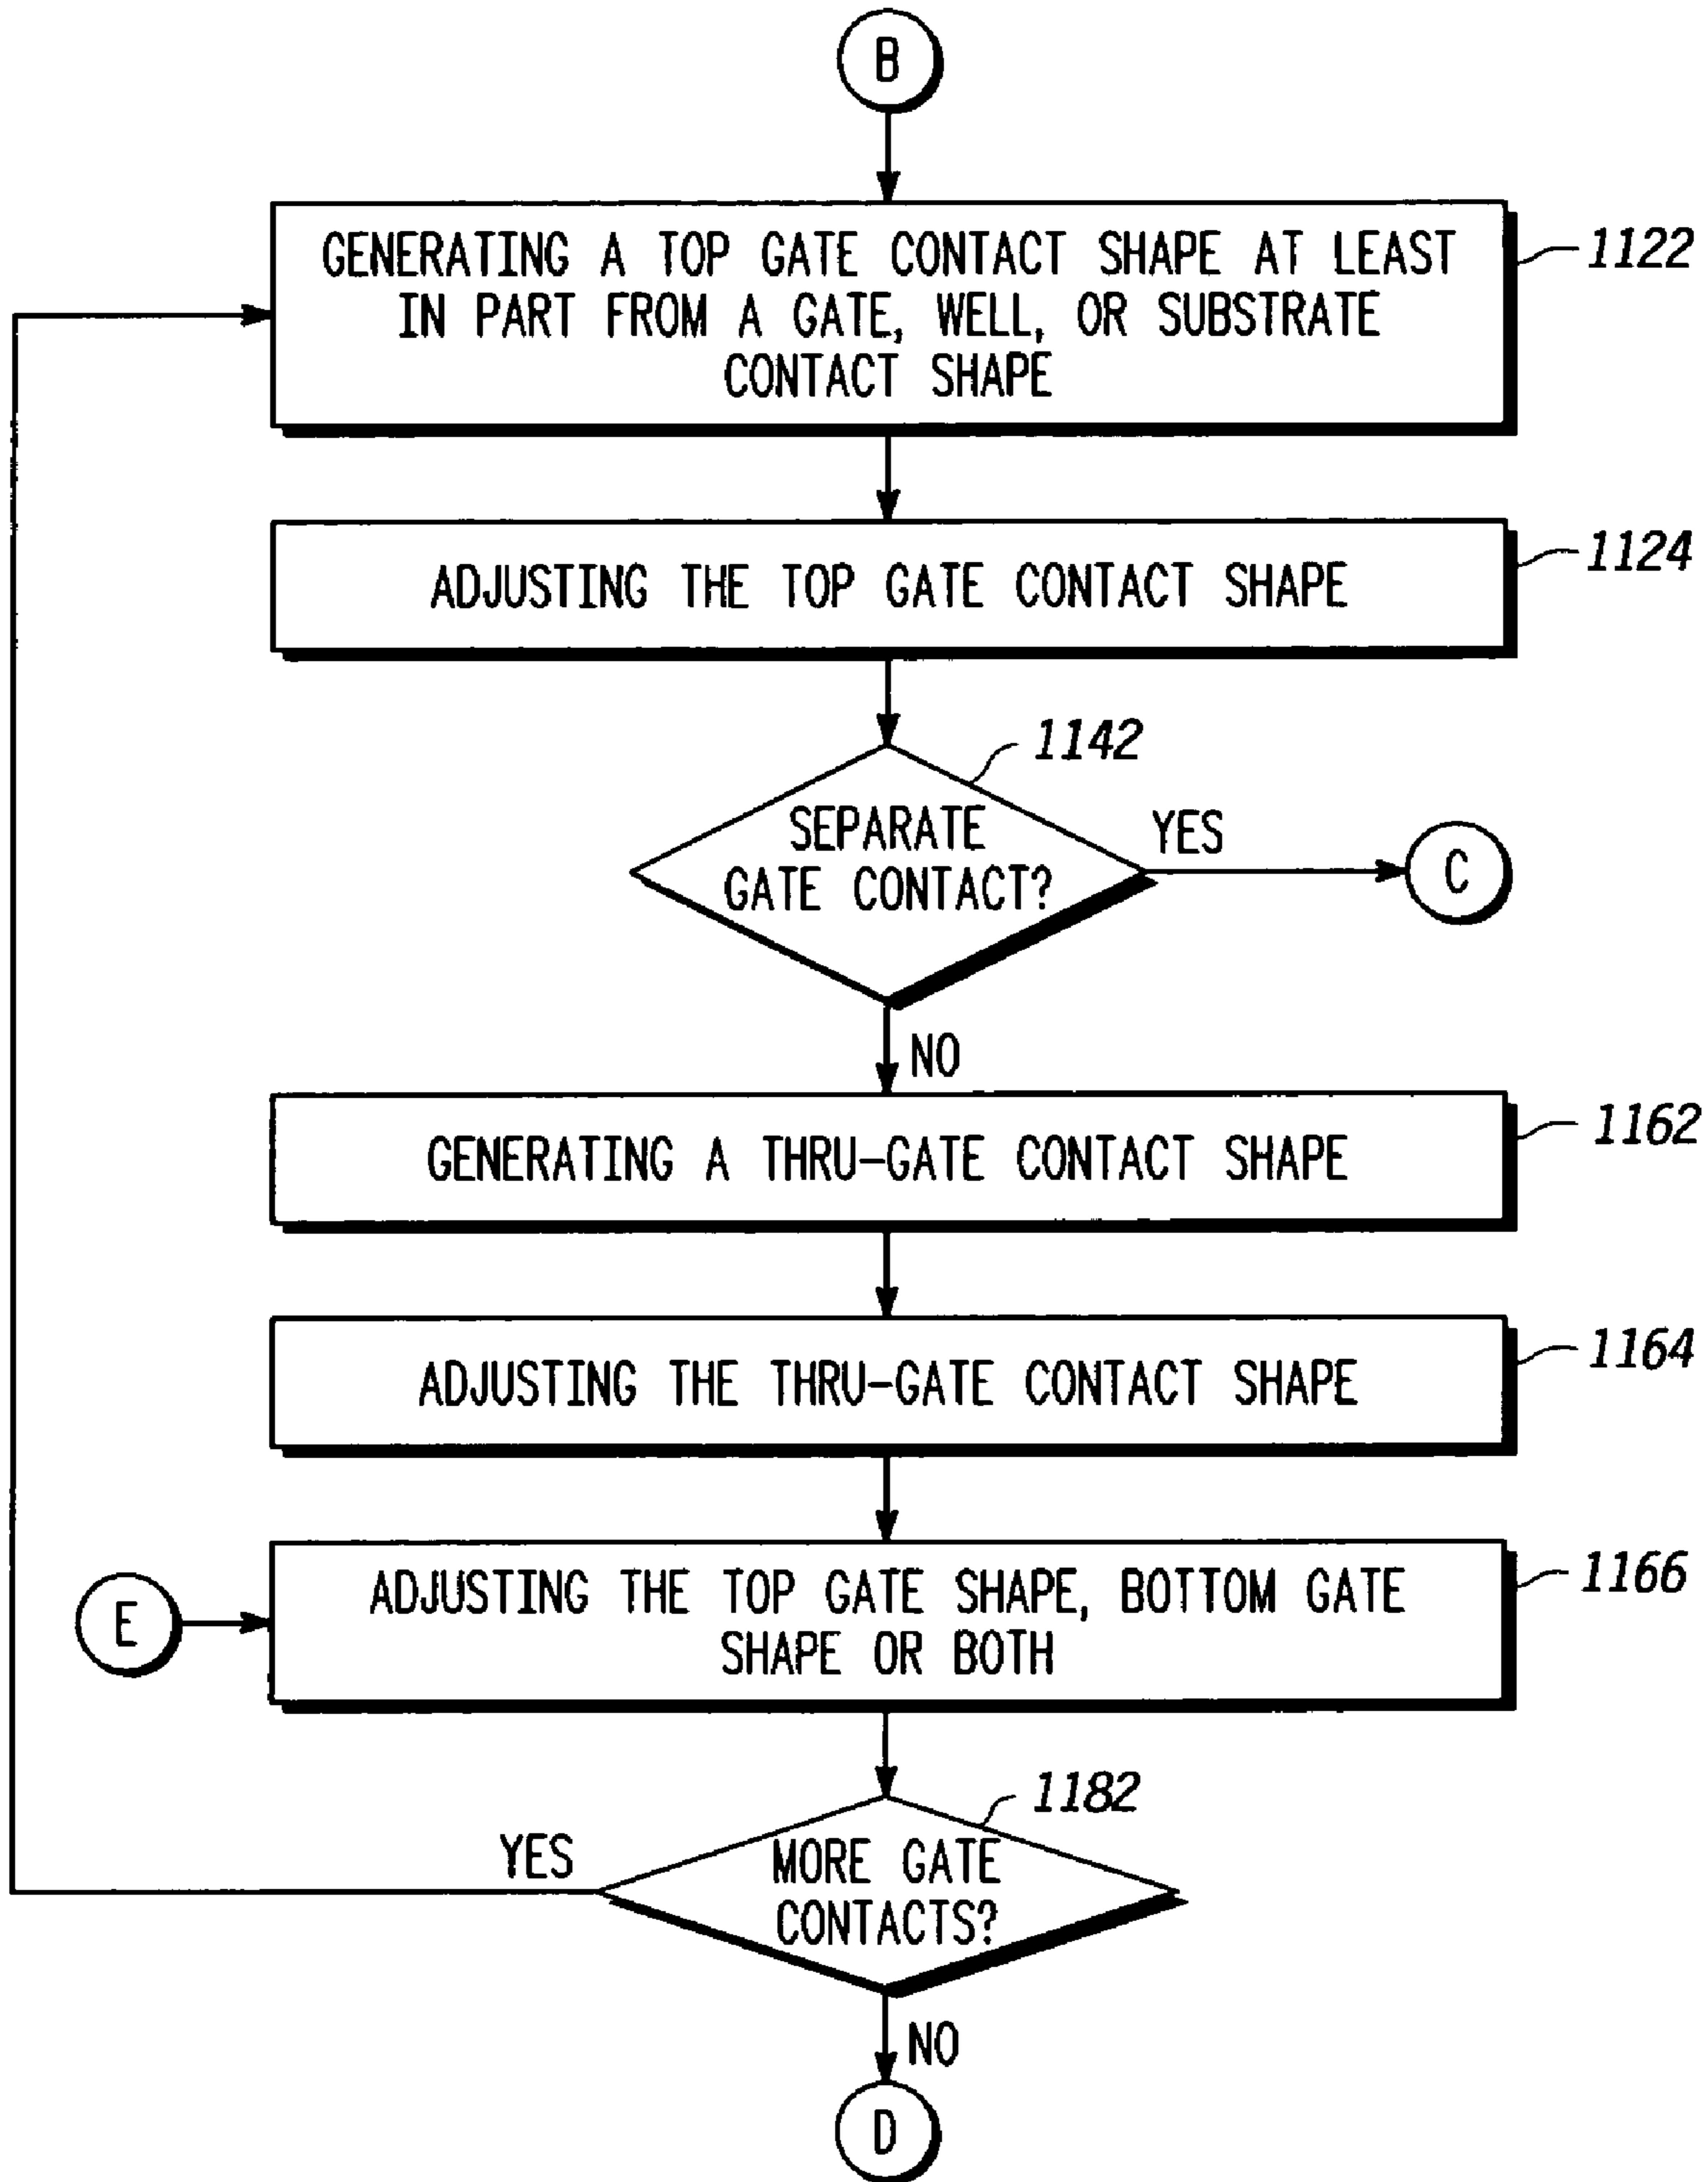 B
GENERATING A TOP GATE CONTACT SHAPE AT LEAST
IN PART FROM A GATE, WELL, OR SUBSTRATE
CONTACT SHAPE
1122
ADJUSTING THE TOP GATE CONTACT SHAPE
1124
1142
SEPARATE
GATE CONTACT?
YES
C
NO
GENERATING A THRU-GATE CONTACT SHAPE
1162
ADJUSTING THE THRU-GATE CONTACT SHAPE
1164
E
ADJUSTING THE TOP GATE SHAPE, BOTTOM GATE
SHAPE OR BOTH
1166
1182
YES
MORE GATE
CONTACTS?
NO
D